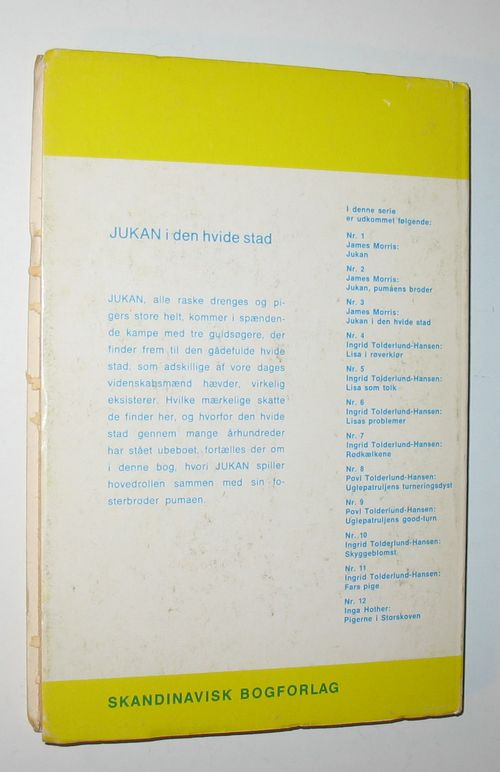 JUKAN i den hvide stad
JUKAN, alle raske drenges og pi-
gers store helt, kommer i spænden-
de kampe med tre guldsøgere, der
finder frem til den gådefulde hvide
stad, som adskillige af vore dages
videnskabsmænd hævder, virkelig
eksisterer. Hvilke mærkelige skatte
de finder her, og hvorfor den hvide
stad gennem mange århundreder
har stået ubeboet, fortælles der om
i denne bog, hvori JUKAN spiller
hovedrollen sammen med sin fo-
sterbroder pumaen.
I denne serie
er udkommet følgende:
Nr. 1
James Morris:
Jukan
Nr. 2
James Morris:
Jukan, pumaens broder
Nr. 3
James Morris:
Jukan i den hvide stad
Nr. 4
Ingrid Tolderlund-Hansen:
Lisa i røverklør
Nr. 5
Ingrid Tolderlund-Hansen:
Lisa som tolk
Nr. 6
Ingrid Tolderlund-Hansen:
Lisas problemer
Nr. 7
Ingrid Tolderlund-Hansen:
Rødkælkene
Nr. 8
Povl Tolderlund-Hansen:
Uglepatruljens turneringsdyst
Nr. 9
Povl Tolderlund-Hansen:
Uglepatruljens good-turn
Nr. 10
Ingrid Tolderlund-Hansen:
Skyggeblomst
Nr. 11
Ingrid Tolderlund-Hansen:
Fars pige
Nr. 12
Inga Hother:
Pigerne i Storskoven
SKANDINAVISK BOGFORLAG